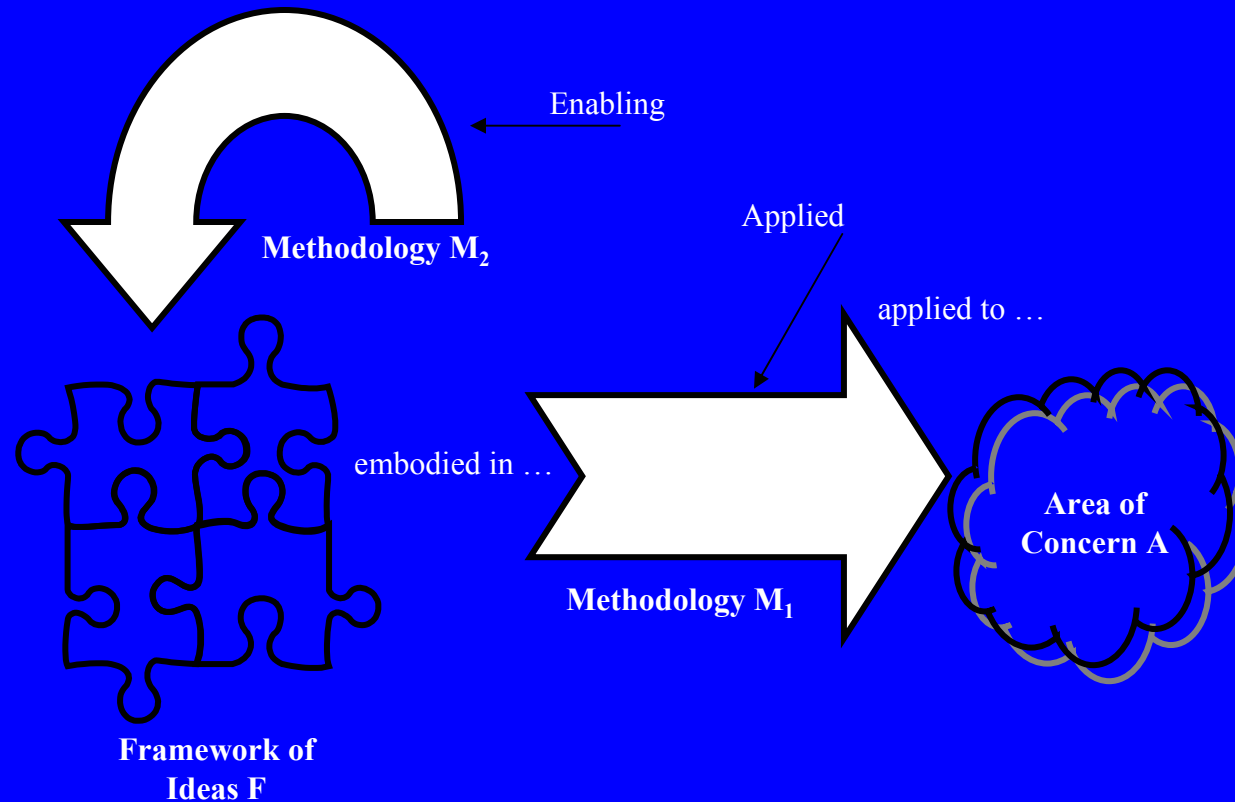 Enabling
Applied
Methodology M₂
applied to …
embodied in …
Area of
Concern A
Methodology M₁
Framework of
Ideas F